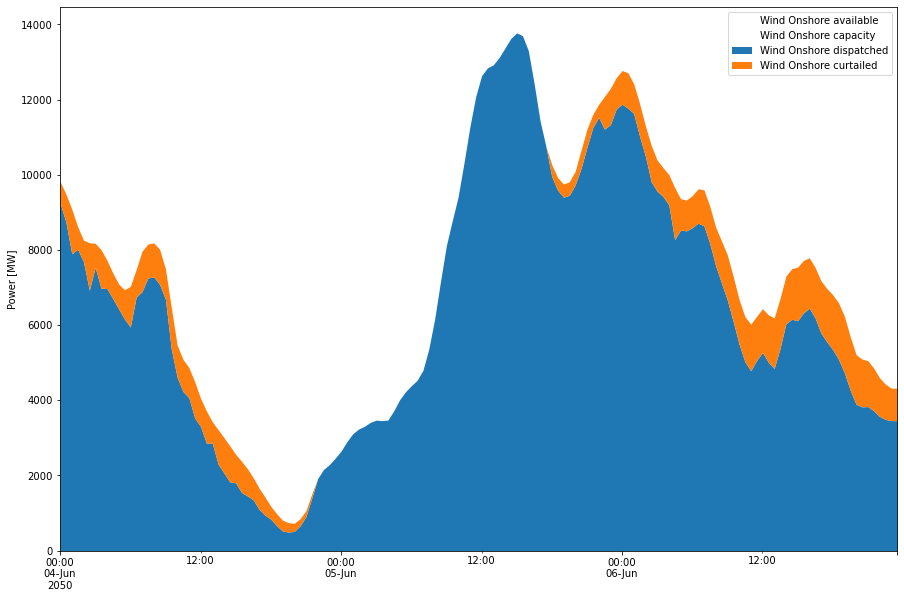 14000
12000
10000
8000
6000
4000
2000
0
Power [MW]
Wind Onshore available
Wind Onshore capacity
Wind Onshore dispatched
Wind Onshore curtailed
00:00 12:00 00:00 12:00 00:00 12:00
04-Jun 05-Jun 06-Jun
2050